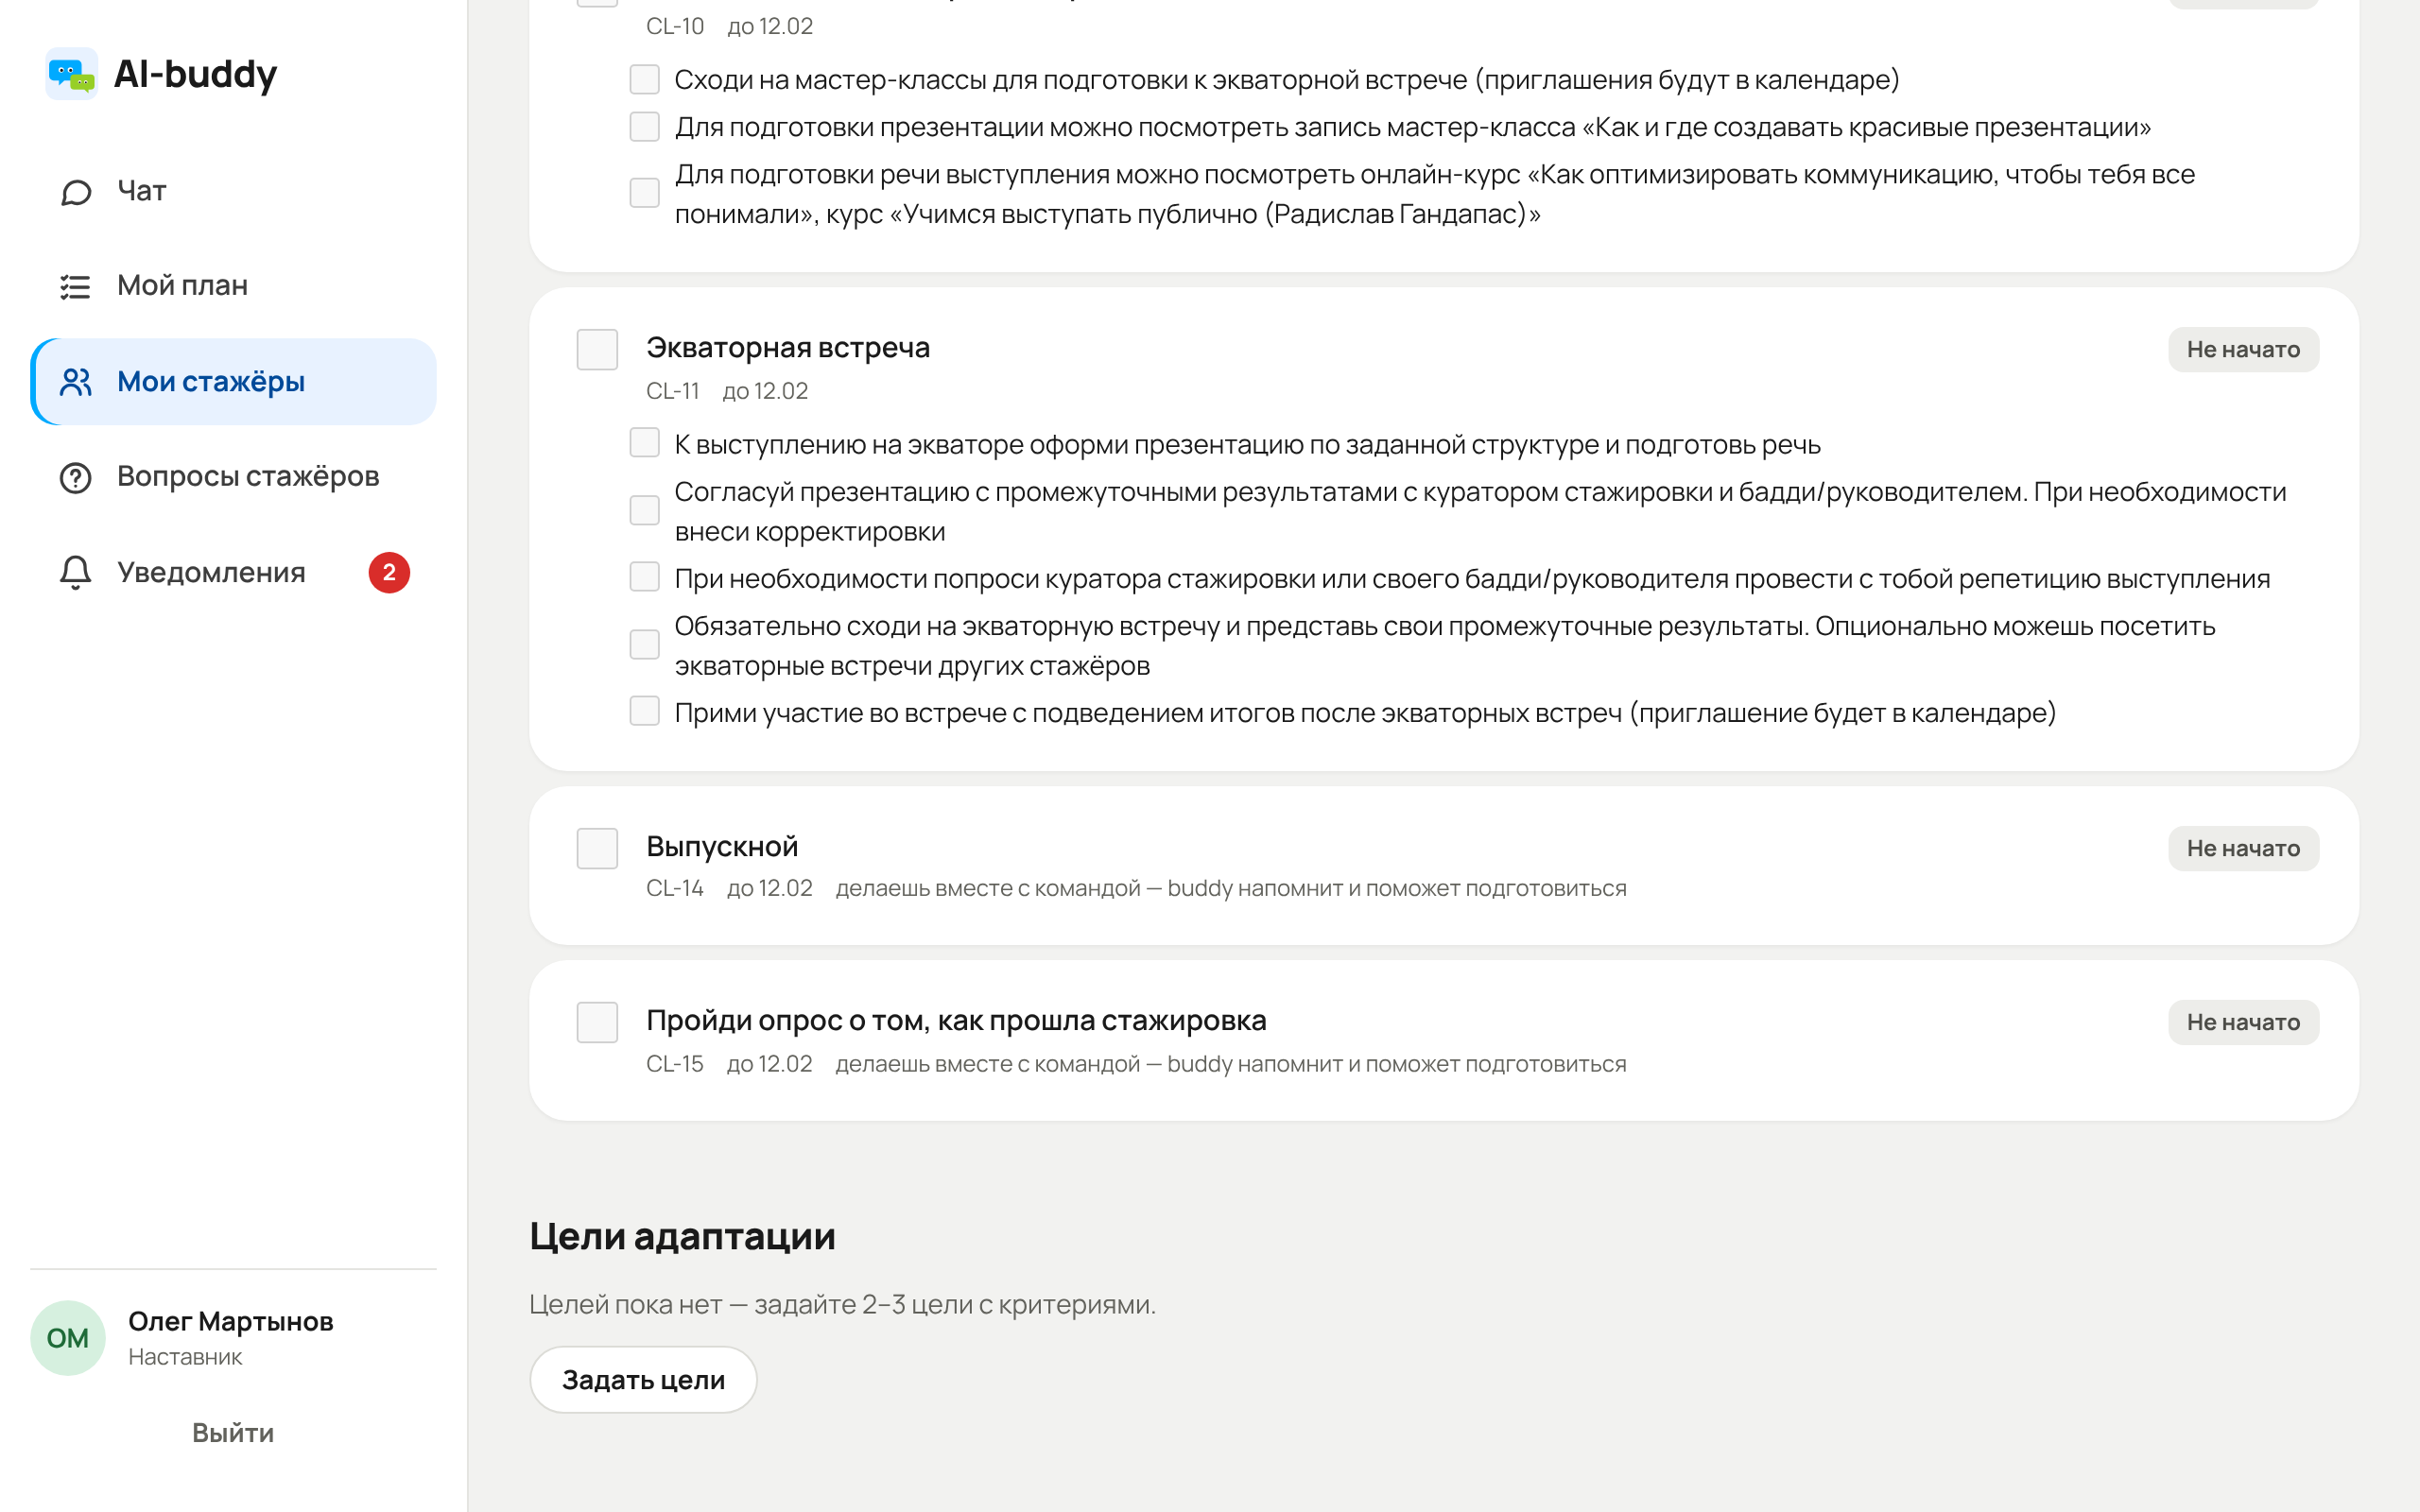 AI-buddy
Чат
Мой план
Мои стажёры
Вопросы стажёров
Уведомления 2
Олег Мартынов
ОМ
Наставник
Выйти
CL-10 до 12.02
Сходи на мастер-классы для подготовки к экваторной встрече (приглашения будут в календаре)
Для подготовки презентации можно посмотреть запись мастер-класса «Как и где создавать красивые презентации»
Для подготовки речи выступления можно посмотреть онлайн-курс «Как оптимизировать коммуникацию, чтобы тебя все
понимали», курс «Учимся выступать публично (Радислав Гандапас)»
Экваторная встреча
Не начато
CL-11 до 12.02
К выступлению на экваторе оформи презентацию по заданной структуре и подготовь речь
Согласуй презентацию с промежуточными результатами с куратором стажировки и бадди/руководителем. При необходимости
внеси корректировки
При необходимости попроси куратора стажировки или своего бадди/руководителя провести с тобой репетицию выступления
Обязательно сходи на экваторную встречу и представь свои промежуточные результаты. Опционально можешь посетить
экваторные встречи других стажёров
Прими участие во встрече с подведением итогов после экваторных встреч (приглашение будет в календаре)
Выпускной
Не начато
CL-14 до 12.02 делаешь вместе с командой — buddy напомнит и поможет подготовиться
Пройди опрос о том, как прошла стажировка
Не начато
CL-15 до 12.02 делаешь вместе с командой — buddy напомнит и поможет подготовиться
Цели адаптации
Целей пока нет — задайте 2–3 цели с критериями.
Задать цели